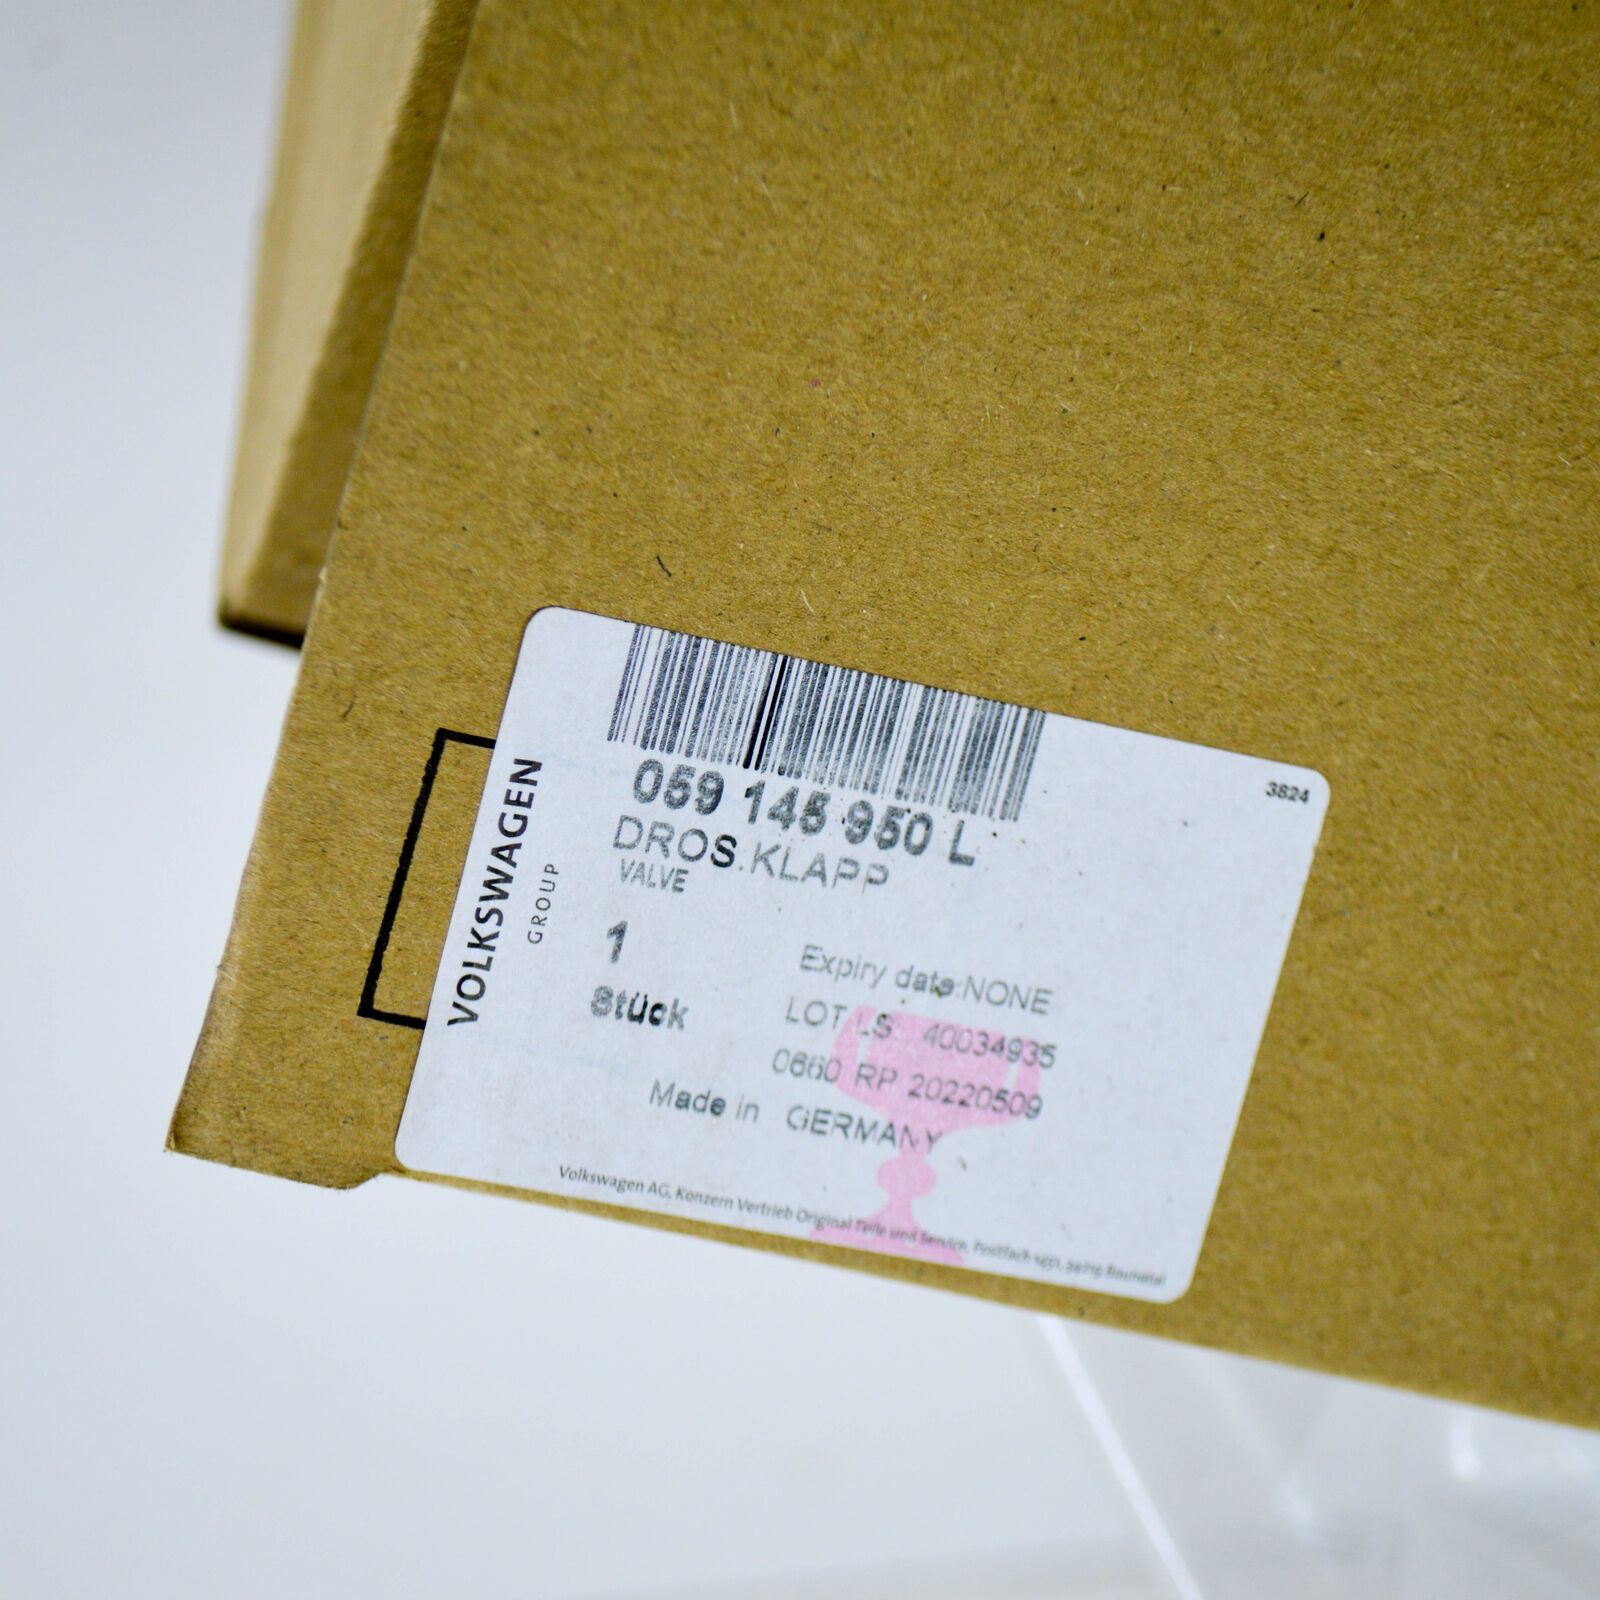 3824
059 145 950 L
DROS.KLAPP
VALVE
1
Stück
Expiry date:NONE
LOT LS 40034935
0660 RP 20220509
Made in GERMANY
VOLKSWAGEN
GROUP
Volkswagen AG, Konzern Vertrieb Original Teile und Service, Postfach